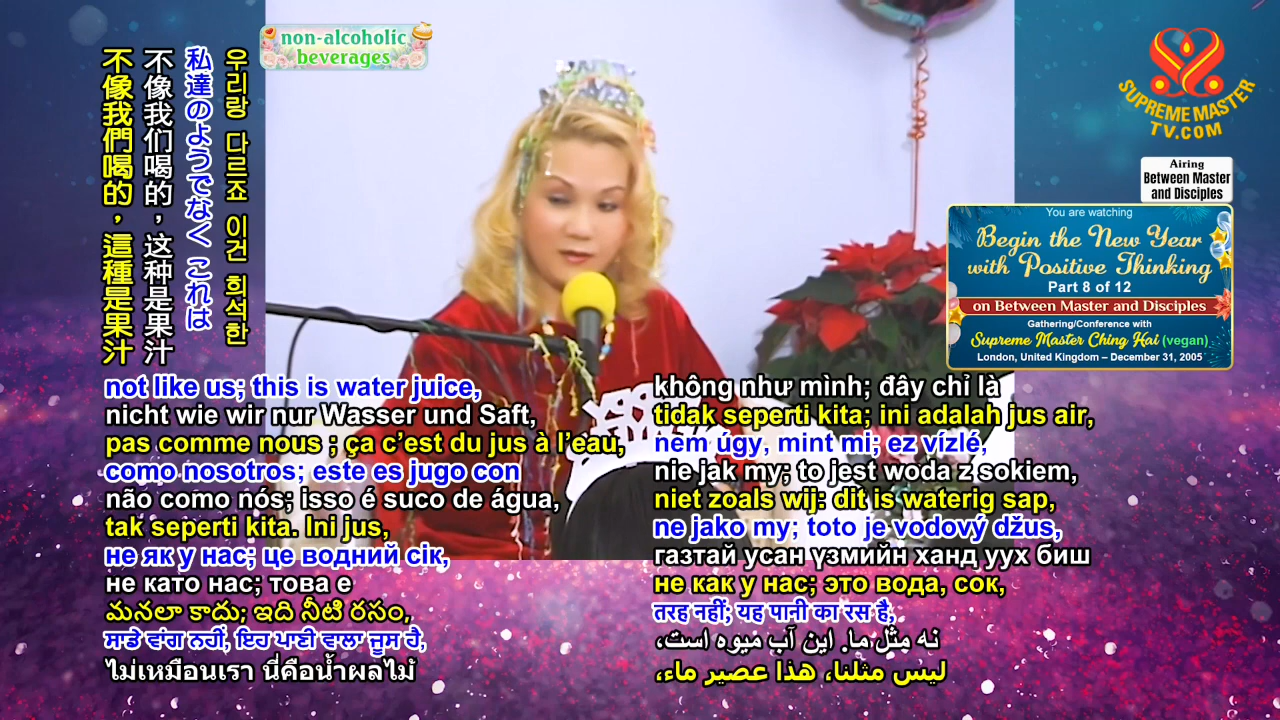 non-alcoholic
beverages
우리랑 다르죠 이건 희석한
私達のようでなく これは
不像我们喝的，这种是果汁
不像我們喝的，這種是果汁
SUPREME MASTER
TV.COM
Airing
Between Master
and Disciples
You are watching
Begin the New Year
with Positive Thinking
Part 8 of 12
on Between Master and Disciples
Gathering/Conference with
Supreme Master Ching Hai (vegan)
London, United Kingdom – December 31, 2005
not like us; this is water juice,
nicht wie wir nur Wasser und Saft,
pas comme nous ; ça c’est du jus à l’eau,
como nosotros; este es jugo con
não como nós; isso é suco de água,
tak seperti kita. Ini jus,
не як у нас; це водний сік,
не като нас; това е
మనలా కాదు; ఇది నీటి రసం,
ਸਾਡੇ ਵਾਂਗ ਨਹੀਂ, ਇਹ ਪਾਣੀ ਵਾਲਾ ਜੂਸ ਹੈ,
ไม่เหมือนเรา นี่คือน้ำผลไม้
không như mình; đây chỉ là
tidak seperti kita; ini adalah jus air,
nem úgy, mint mi; ez vízlé,
nie jak my; to jest woda z sokiem,
niet zoals wij: dit is waterig sap,
ne jako my; toto je vodový džus,
газтай усан үзмийн ханд уух биш
не как у нас; это вода, сок,
तरह नहीं; यह पानी का रस है,
نه مِثل ما. این آب میوه است،
ليس مثلنا، هذا عصير ماء،